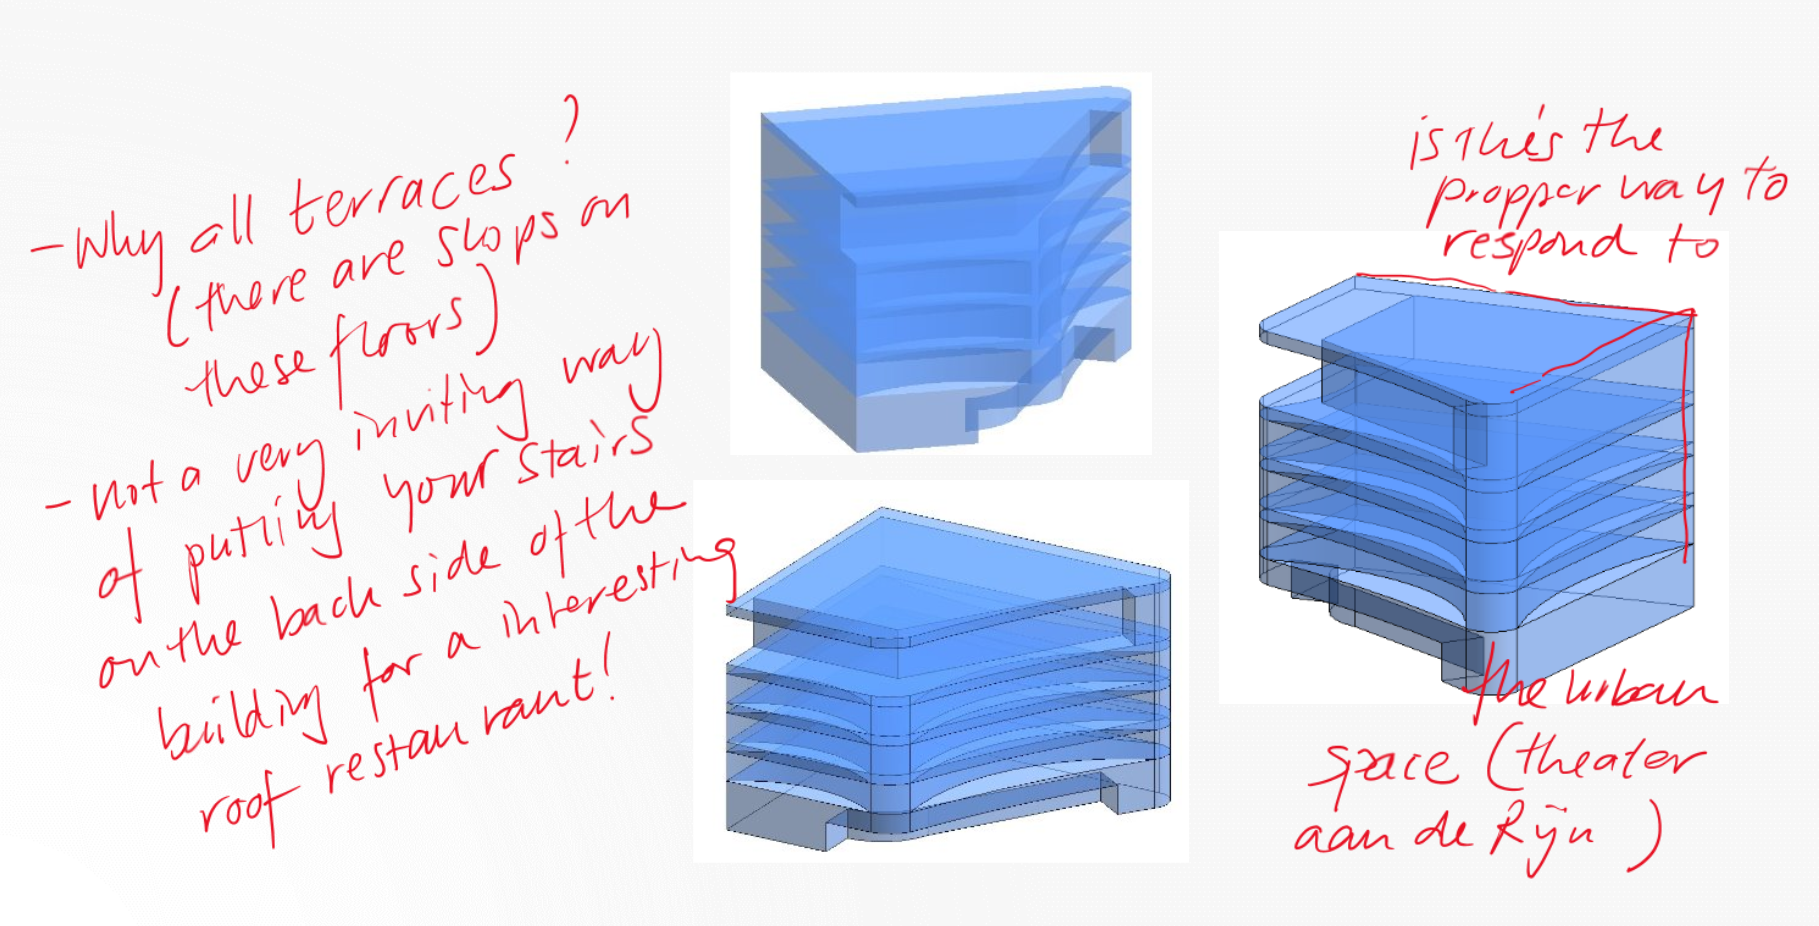 - Why all terraces?
(there are shops on
these floors)
- not a very inviting way
of putting your stairs
on the back side of the
building for a interesting
roof restaurant!
is this the
propper way to
respond to
the urban
space (theater
aan de Rijn)